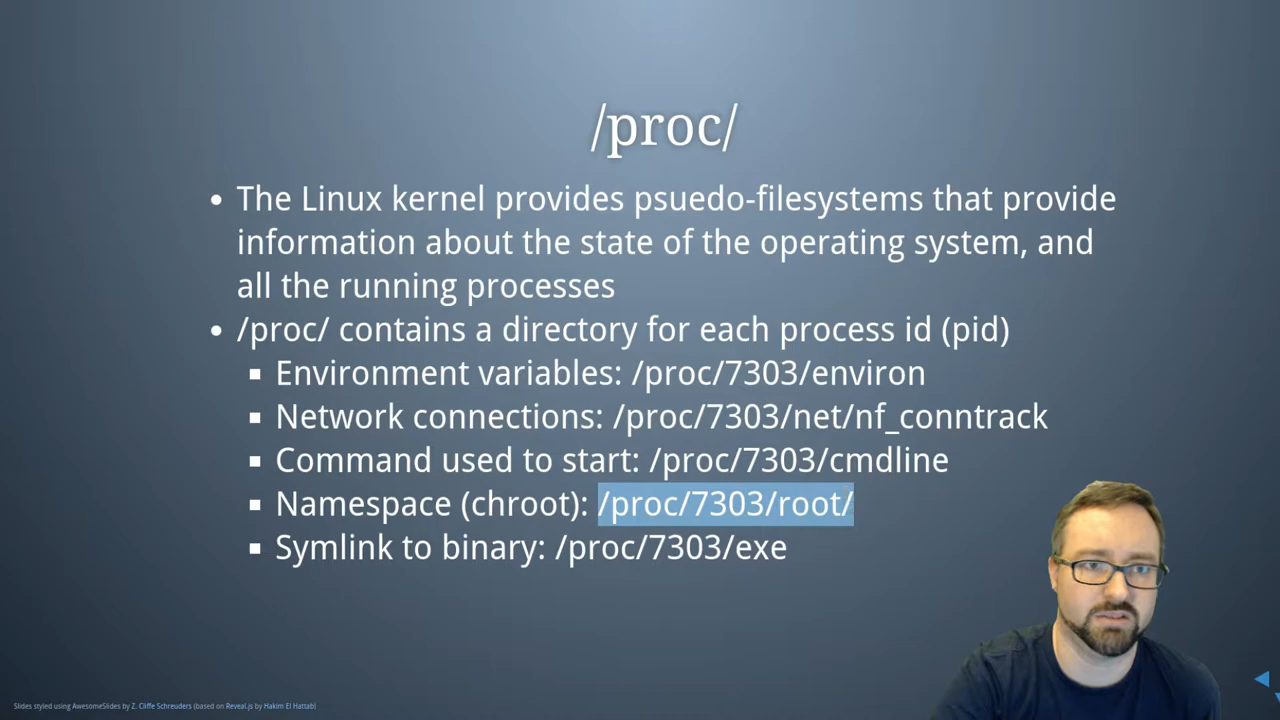 /proc/
The Linux kernel provides psuedo-filesystems that provide
information about the state of the operating system, and
all the running processes
/proc/ contains a directory for each process id (pid)
Environment variables: /proc/7303/environ
Network connections: /proc/7303/net/nf_conntrack
Command used to start: /proc/7303/cmdline
Namespace (chroot): /proc/7303/root/
Symlink to binary: /proc/7303/exe
Slides styled using AwesomeSlides by Z. Cliffe Schreuders (based on Reveal.js by Hakim El Hattab)